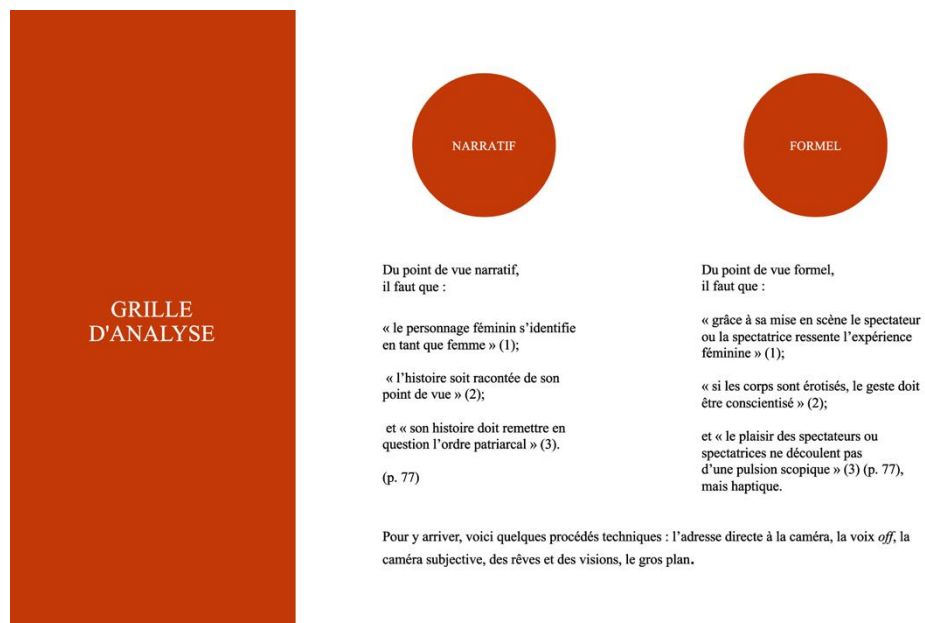 GRILLE
D'ANALYSE
NARRATIF
Du point de vue narratif,
il faut que :
« le personnage féminin s’identifie
en tant que femme » (1);
« l’histoire soit racontée de son
point de vue » (2);
et « son histoire doit remettre en
question l’ordre patriarcal » (3).
(p. 77)
FORMEL
Du point de vue formel,
il faut que :
« grâce à sa mise en scène le spectateur
ou la spectatrice ressente l’expérience
féminine » (1);
« si les corps sont érotisés, le geste doit
être conscientisé » (2);
et « le plaisir des spectateurs ou
spectatrices ne découlent pas
d’une pulsion scopique » (3) (p. 77),
mais haptique.
Pour y arriver, voici quelques procédés techniques : l’adresse directe à la caméra, la voix off, la
caméra subjective, des rêves et des visions, le gros plan.